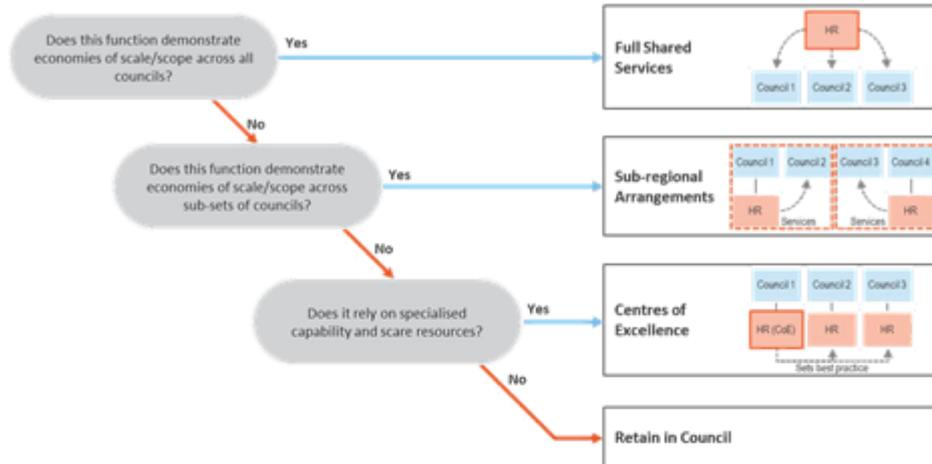 Does this function demonstrate
economies of scale/scope across all
councils?
Yes
Full Shared
Services
HR
Council 1
Council 2
Council 3
No
Does this function demonstrate
economies of scale/scope across
sub-sets of councils?
Yes
Sub-regional
Arrangements
Council 1
Council 2
Council 3
Council 4
HR
Services
Services
HR
No
Does it rely on specialised
capability and scare resources?
Yes
Centres of
Excellence
Council 1
Council 2
Council 3
HR (CoE)
HR
HR
Sets best practice
No
Retain in Council